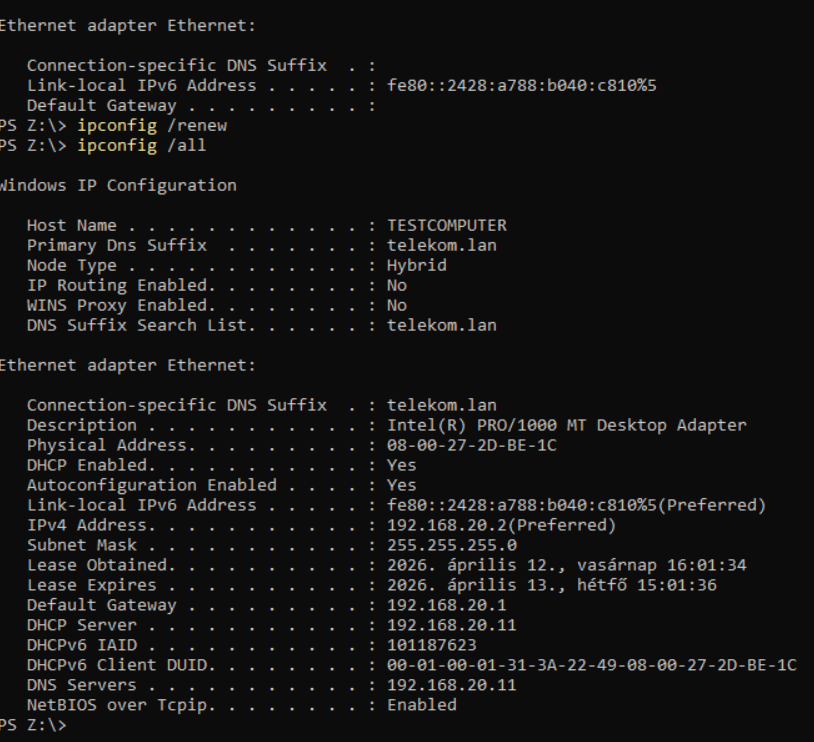 Ethernet adapter Ethernet:
Connection-specific DNS Suffix . :
Link-local IPv6 Address . . . . . : fe80::2428:a788:b040:c810%5
Default Gateway . . . . . . . . . :
PS Z:\> ipconfig /renew
PS Z:\> ipconfig /all
Windows IP Configuration
Host Name . . . . . . . . . . . . : TESTCOMPUTER
Primary Dns Suffix . . . . . . . : telekom.lan
Node Type . . . . . . . . . . . . : Hybrid
IP Routing Enabled. . . . . . . . : No
WINS Proxy Enabled. . . . . . . . : No
DNS Suffix Search List. . . . . . : telekom.lan
Ethernet adapter Ethernet:
Connection-specific DNS Suffix . : telekom.lan
Description . . . . . . . . . . . : Intel(R) PRO/1000 MT Desktop Adapter
Physical Address. . . . . . . . . : 08-00-27-2D-BE-1C
DHCP Enabled. . . . . . . . . . . : Yes
Autoconfiguration Enabled . . . . : Yes
Link-local IPv6 Address . . . . . : fe80::2428:a788:b040:c810%5(Preferred)
IPv4 Address. . . . . . . . . . . : 192.168.20.2(Preferred)
Subnet Mask . . . . . . . . . . . : 255.255.255.0
Lease Obtained. . . . . . . . . . : 2026. április 12., vasárnap 16:01:34
Lease Expires . . . . . . . . . . : 2026. április 13., hétfő 15:01:36
Default Gateway . . . . . . . . . : 192.168.20.1
DHCP Server . . . . . . . . . . . : 192.168.20.11
DHCPv6 IAID . . . . . . . . . . . : 101187623
DHCPv6 Client DUID. . . . . . . . : 00-01-00-01-31-3A-22-49-08-00-27-2D-BE-1C
DNS Servers . . . . . . . . . . . : 192.168.20.11
NetBIOS over Tcpip. . . . . . . . : Enabled
PS Z:\>